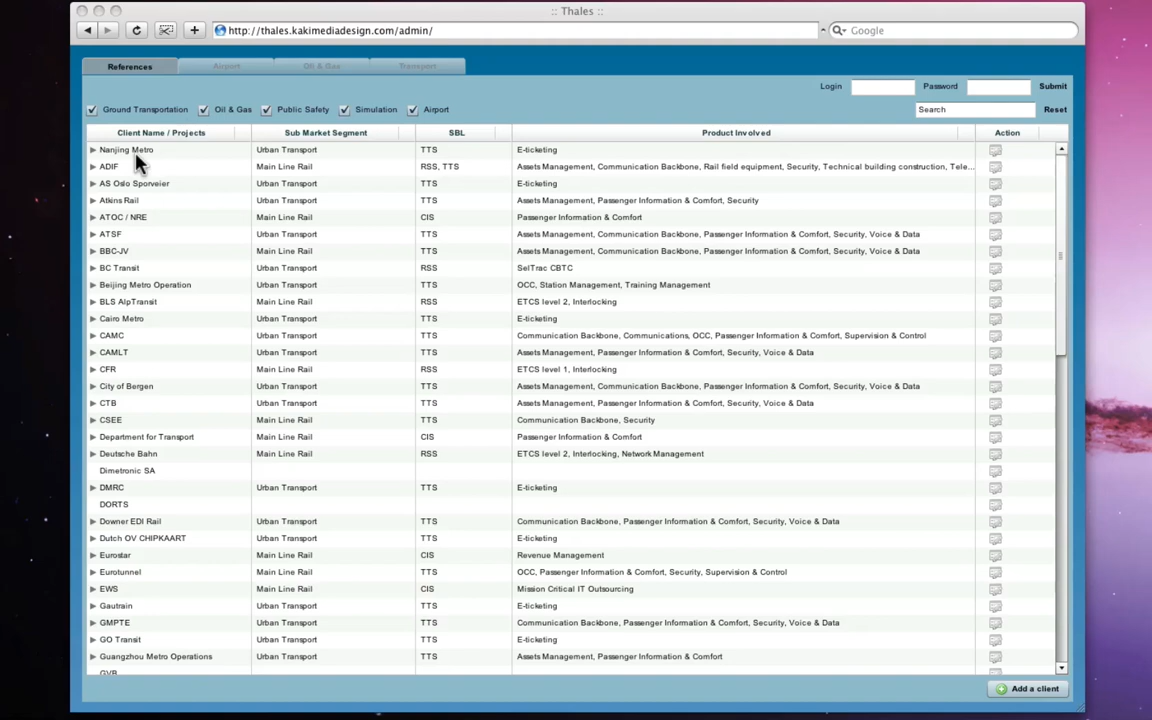 :: Thales ::
http://thales.kakimediadesign.com/admin/
Google
References Airport Oil & Gas Transport
Login Password Submit
Ground Transportation Oil & Gas Public Safety Simulation Airport Search Reset
Client Name / Projects Sub Market Segment SBL Product Involved Action
Nanjing Metro Urban Transport TTS E-ticketing
ADIF Main Line Rail RSS, TTS Assets Management, Communication Backbone, Rail field equipment, Security, Technical building construction, Tele...
AS Oslo Sporveier Urban Transport TTS E-ticketing
Atkins Rail Urban Transport TTS Assets Management, Passenger Information & Comfort, Security
ATOC / NRE Main Line Rail CIS Passenger Information & Comfort
ATSF Urban Transport TTS Assets Management, Communication Backbone, Passenger Information & Comfort, Security, Voice & Data
BBC-JV Main Line Rail TTS Assets Management, Communication Backbone, Passenger Information & Comfort, Security, Voice & Data
BC Transit Urban Transport RSS SelTrac CBTC
Beijing Metro Operation Urban Transport TTS OCC, Station Management, Training Management
BLS AlpTransit Main Line Rail RSS ETCS level 2, Interlocking
Cairo Metro Urban Transport TTS E-ticketing
CAMC Urban Transport TTS Communication Backbone, Communications, OCC, Passenger Information & Comfort, Supervision & Control
CAMLT Urban Transport TTS Assets Management, Passenger Information & Comfort, Security, Voice & Data
CFR Main Line Rail RSS ETCS level 1, Interlocking
City of Bergen Urban Transport TTS Assets Management, Communication Backbone, Passenger Information & Comfort, Security, Voice & Data
CTB Urban Transport TTS Assets Management, Passenger Information & Comfort, Security, Voice & Data
CSEE Main Line Rail TTS Communication Backbone, Security
Department for Transport Main Line Rail CIS Passenger Information & Comfort
Deutsche Bahn Main Line Rail RSS ETCS level 2, Interlocking, Network Management
Dimetronic SA
DMRC Urban Transport TTS E-ticketing
DORTS
Downer EDI Rail Urban Transport TTS Communication Backbone, Passenger Information & Comfort, Security, Voice & Data
Dutch OV CHIPKAART Urban Transport TTS E-ticketing
Eurostar Main Line Rail CIS Revenue Management
Eurotunnel Main Line Rail TTS OCC, Passenger Information & Comfort, Security, Supervision & Control
EWS Main Line Rail CIS Mission Critical IT Outsourcing
Gautrain Urban Transport TTS E-ticketing
GMPTE Urban Transport TTS Communication Backbone, Passenger Information & Comfort, Security, Voice & Data
GO Transit Urban Transport TTS E-ticketing
Guangzhou Metro Operations Urban Transport TTS Assets Management, Passenger Information & Comfort
GVB
Add a client